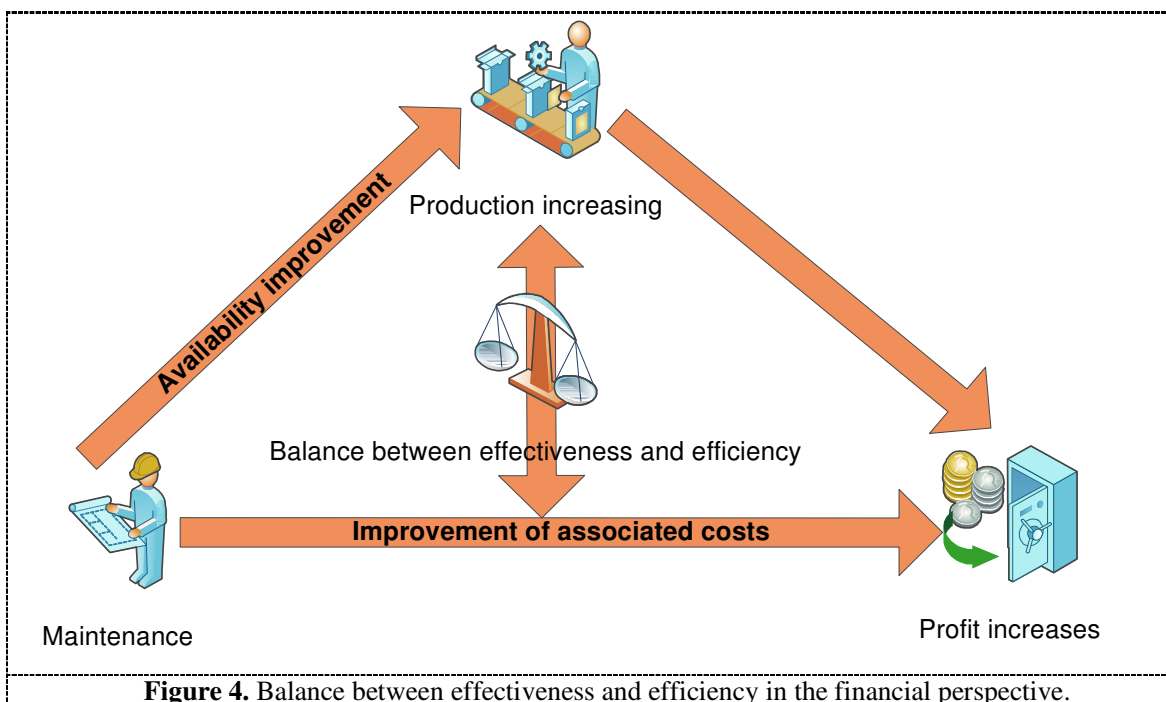 Availability improvement
Production increasing
Balance between effectiveness and efficiency
Improvement of associated costs
Maintenance
Profit increases
Figure 4. Balance between effectiveness and efficiency in the financial perspective.